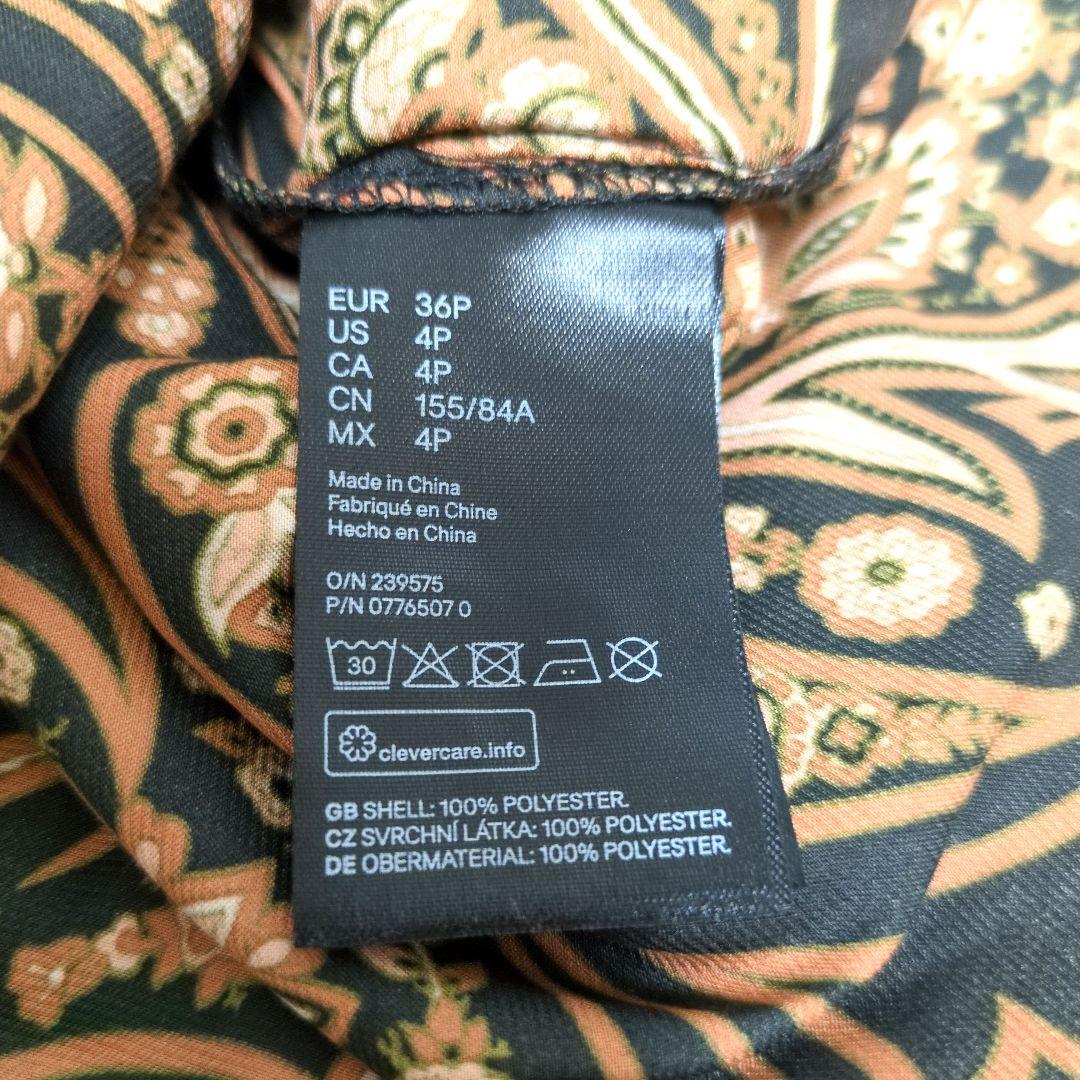 EUR 36P
US 4P
CA 4P
CN 155/84A
MX 4P
Made in China
Fabriqué en Chine
Hecho en China
O/N 239575
P/N 0776507 0
30
clevercare.info
GB SHELL: 100% POLYESTER.
CZ SVRCHNÍ LÁTKA: 100% POLYESTER.
DE OBERMATERIAL: 100% POLYESTER.